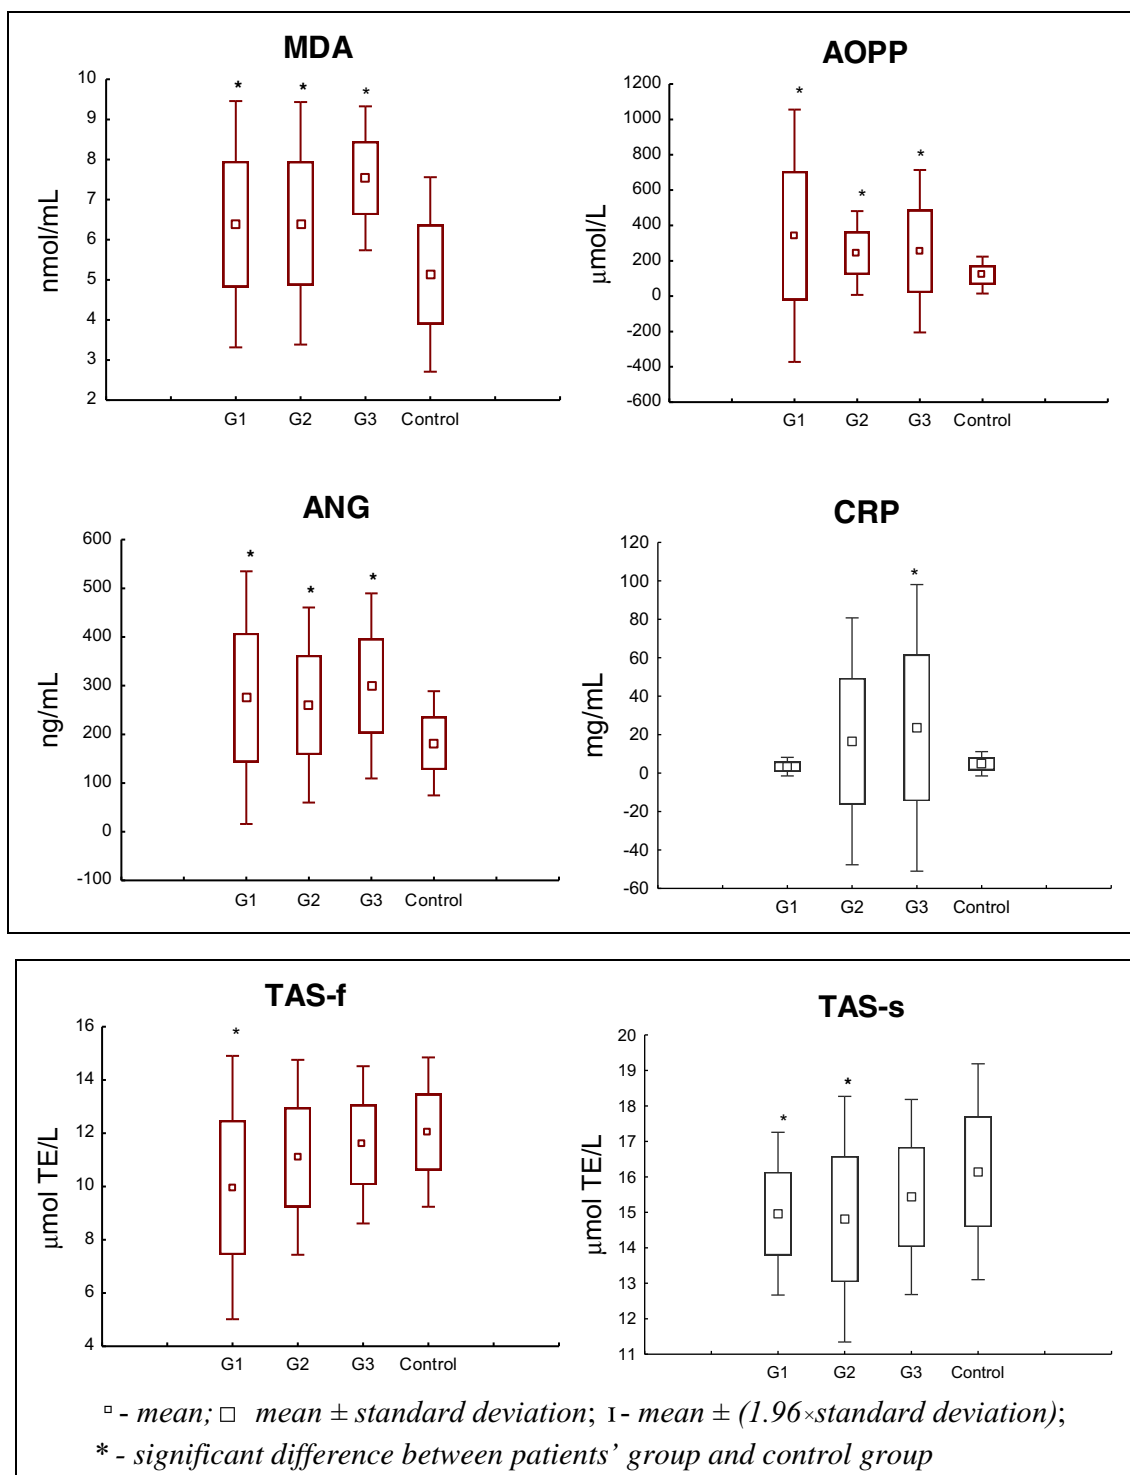 MDA
10
9
8
7
6
5
4
3
2
nmol/mL
* * *
G1 G2 G3 Control
AOPP
1200
1000
800
600
400
200
0
-200
-400
-600
µmol/L
* * *
G1 G2 G3 Control
ANG
600
500
400
300
200
100
0
-100
ng/mL
* * *
G1 G2 G3 Control
CRP
120
100
80
60
40
20
0
-20
-40
-60
mg/mL
*
G1 G2 G3 Control
TAS-f
16
14
12
10
8
6
4
µmol TE/L
*
G1 G2 G3 Control
TAS-s
20
19
18
17
16
15
14
13
12
11
µmol TE/L
* *
G1 G2 G3 Control
▫ - mean; □ mean ± standard deviation; I - mean ± (1.96×standard deviation);
* - significant difference between patients’ group and control group